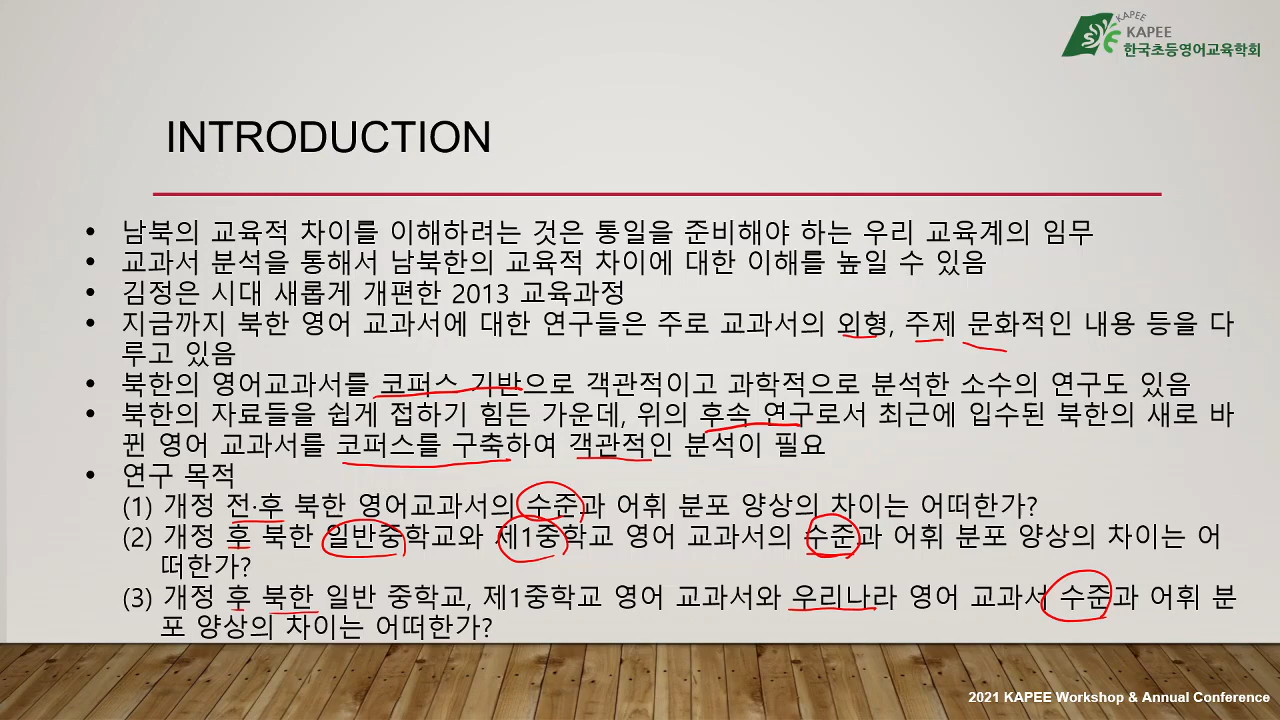 KAPEE
KAPEE
한국초등영어교육학회
INTRODUCTION
• 남북의 교육적 차이를 이해하려는 것은 통일을 준비해야 하는 우리 교육계의 임무
• 교과서 분석을 통해서 남북한의 교육적 차이에 대한 이해를 높일 수 있음
• 김정은 시대 새롭게 개편한 2013 교육과정
• 지금까지 북한 영어 교과서에 대한 연구들은 주로 교과서의 외형, 주제 문화적인 내용 등을 다
루고 있음
• 북한의 영어교과서를 코퍼스 기반으로 객관적이고 과학적으로 분석한 소수의 연구도 있음
• 북한의 자료들을 쉽게 접하기 힘든 가운데, 위의 후속 연구로서 최근에 입수된 북한의 새로 바
뀐 영어 교과서를 코퍼스를 구축하여 객관적인 분석이 필요
• 연구 목적
(1) 개정 전·후 북한 영어교과서의 수준과 어휘 분포 양상의 차이는 어떠한가?
(2) 개정 후 북한 일반중학교와 제1중학교 영어 교과서의 수준과 어휘 분포 양상의 차이는 어
떠한가?
(3) 개정 후 북한 일반 중학교, 제1중학교 영어 교과서와 우리나라 영어 교과서 수준과 어휘 분
포 양상의 차이는 어떠한가?
2021 KAPEE Workshop & Annual Conference